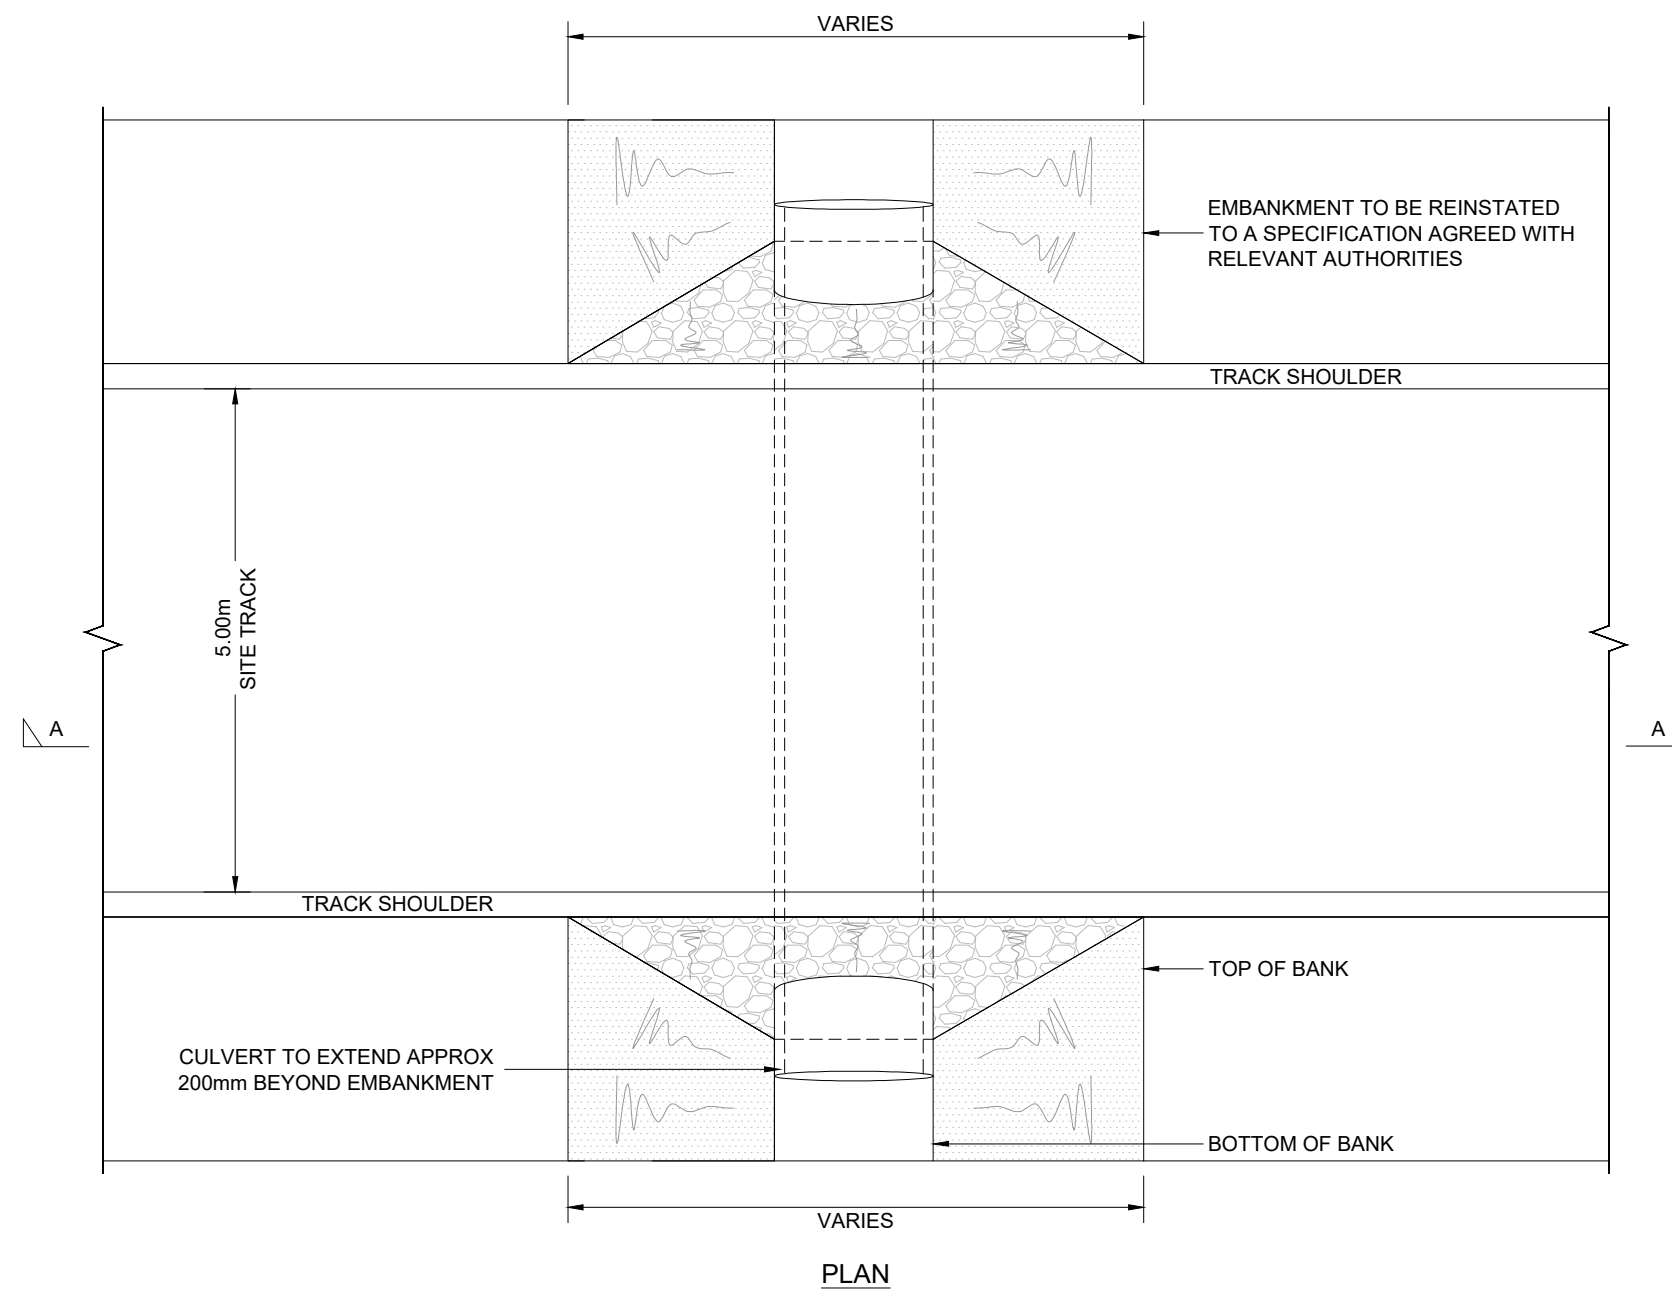 VARIES
EMBANKMENT TO BE REINSTATED
TO A SPECIFICATION AGREED WITH
RELEVANT AUTHORITIES
TRACK SHOULDER
5.00m
SITE TRACK
A
A
TRACK SHOULDER
TOP OF BANK
CULVERT TO EXTEND APPROX
200mm BEYOND EMBANKMENT
BOTTOM OF BANK
VARIES
PLAN